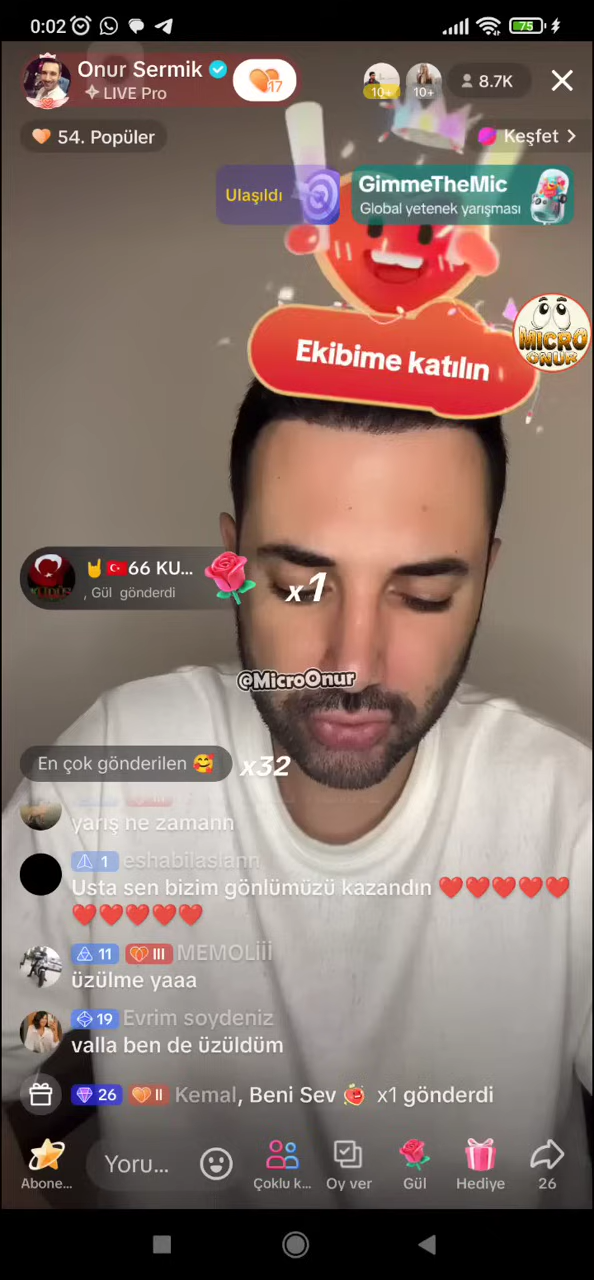 0:02
75
Onur Sermik
LIVE Pro
17
10+
10+
8.7K
54. Popüler
Keşfet
Ulaşıldı
GimmeTheMic
Global yetenek yarışması
MICRO
ONUR
Ekibime katılın
66 KU...
, Gül gönderdi
x1
@MicroOnur
En çok gönderilen 🥰 x32
yarış ne zamann
1 eshabilaslann
Usta sen bizim gönlümüzü kazandın ❤️❤️❤️❤️❤️
❤️❤️❤️❤️❤️
11 III MEMOLiii
üzülme yaaa
19 Evrim soydeniz
valla ben de üzüldüm
26 II Kemal, Beni Sev x1 gönderdi
Yoru...
Abone...
Çoklu k...
Oy ver
Gül
Hediye
26